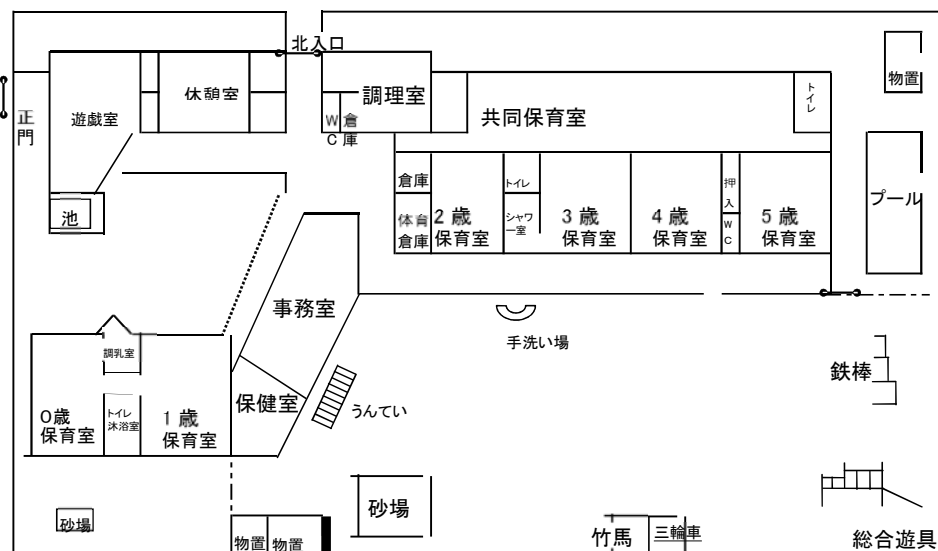 北入口
正
門
遊戯室
休憩室
調理室
W
C
倉
庫
共同保育室
トイレ
物置
プール
池
倉庫
体育
倉庫
2 歳
保育室
トイレ
シャワ
ー室
3 歳
保育室
4 歳
保育室
押
入
W
C
5 歳
保育室
事務室
手洗い場
鉄棒
調乳室
保健室
うんてい
0歳
保育室
トイレ
沐浴室
1 歳
保育室
砂場
物置
物置
砂場
竹馬
三輪車
総合遊具